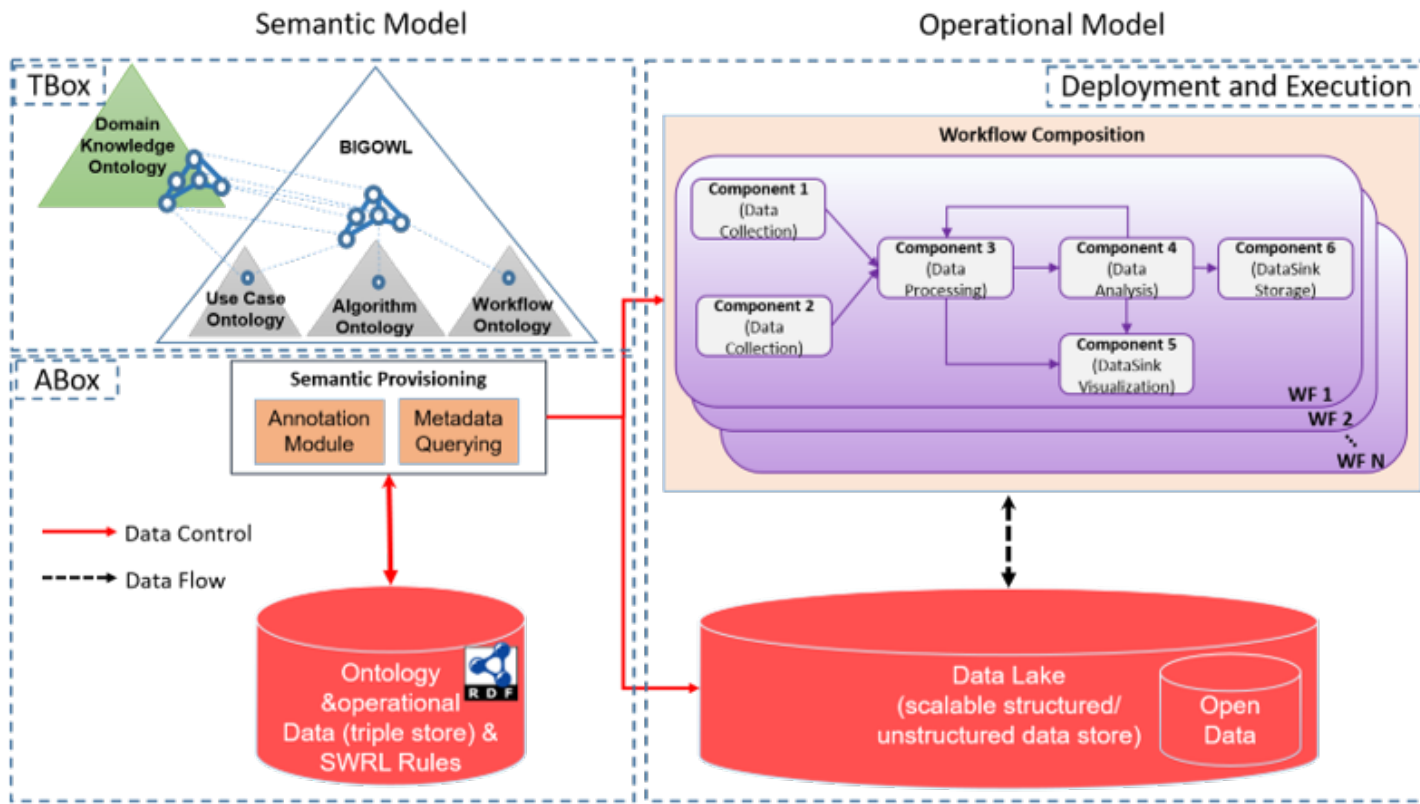 Semantic Model
Operational Model
TBox
Domain
Knowledge
Ontology
BIGOWL
Use Case
Ontology
Algorithm
Ontology
Workflow
Ontology
ABox
Semantic Provisioning
Annotation
Module
Metadata
Querying
Data Control
Data Flow
Ontology
&operational
Data (triple store) &
SWRL Rules
RDF
Deployment and Execution
Workflow Composition
Component 1
(Data
Collection)
Component 2
(Data
Collection)
Component 3
(Data
Processing)
Component 4
(Data
Analysis)
Component 6
(DataSink
Storage)
Component 5
(DataSink
Visualization)
WF 1
WF 2
WF N
Data Lake
(scalable structured/
unstructured data store)
Open
Data